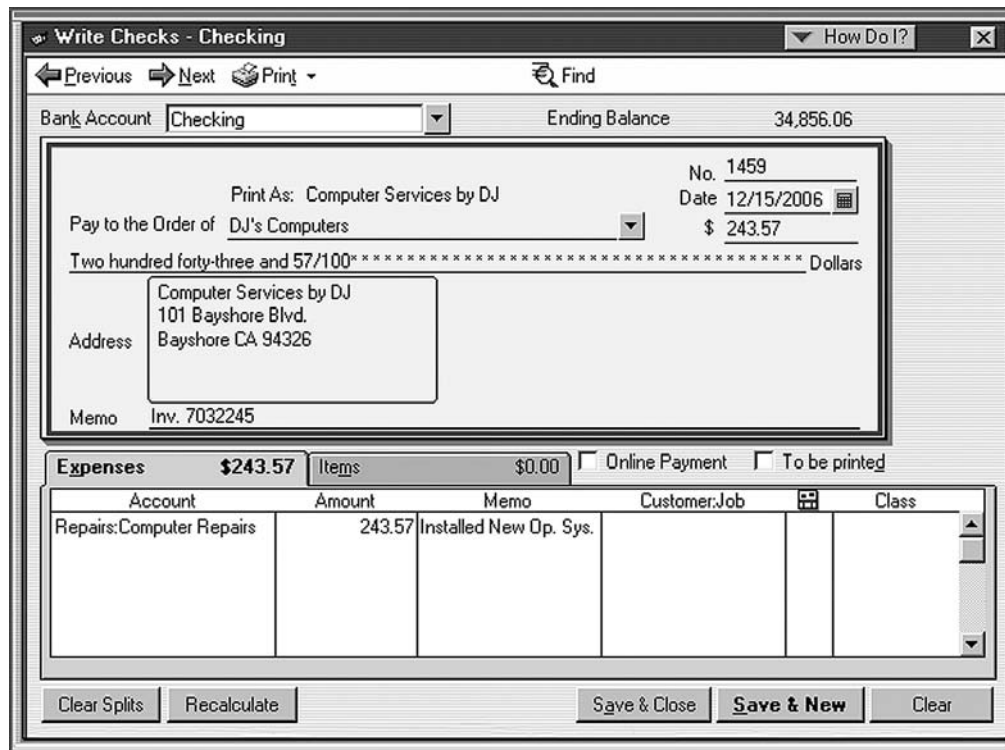 Write Checks - Checking How Do I?
Previous Next Print Find
Bank Account Checking Ending Balance 34,856.06
No. 1459
Print As: Computer Services by DJ Date 12/15/2006
Pay to the Order of DJ's Computers $ 243.57
Two hundred forty-three and 57/100* * * * * * * * * * * * * * * * * * * * * * * * * * * * * * * * * * * * * * * * * * Dollars
Computer Services by DJ
101 Bayshore Blvd.
Address Bayshore CA 94326
Memo Inv. 7032245
Expenses $243.57 Items $0.00 Online Payment To be printed
Account Amount Memo Customer:Job Class
Repairs:Computer Repairs 243.57 Installed New Op. Sys.
Clear Splits Recalculate Save & Close Save & New Clear